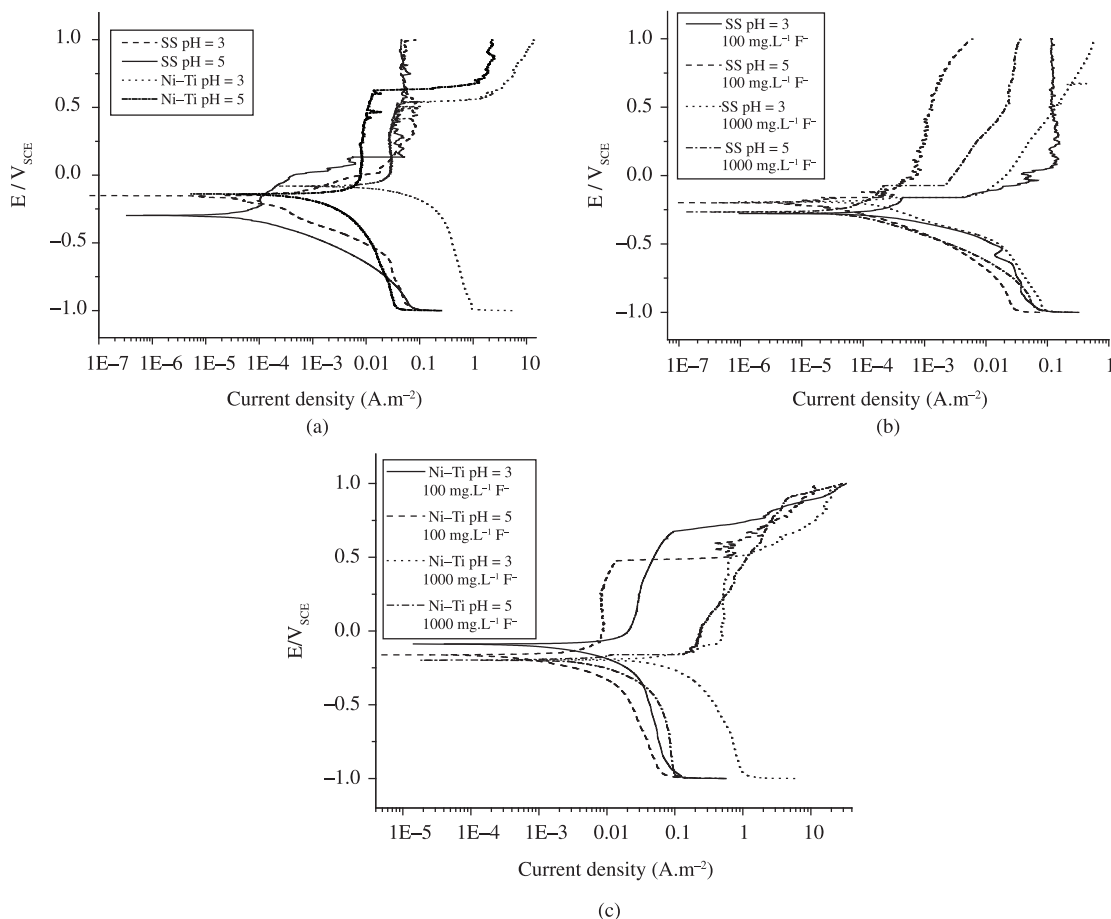 SS pH = 3
SS pH = 5
Ni–Ti pH = 3
Ni–Ti pH = 5
1.0
0.5
0.0
−0.5
−1.0
E / V_SCE
1E−7 1E−6 1E−5 1E−4 1E−3 0.01 0.1 1 10
Current density (A.m⁻²)
(a)
SS pH = 3
100 mg.L⁻¹ F⁻
SS pH = 5
100 mg.L⁻¹ F⁻
SS pH = 3
1000 mg.L⁻¹ F⁻
SS pH = 5
1000 mg.L⁻¹ F⁻
1.0
0.5
0.0
−0.5
−1.0
E / V_SCE
1E−7 1E−6 1E−5 1E−4 1E−3 0.01 0.1 1
Current density (A.m⁻²)
(b)
Ni–Ti pH = 3
100 mg.L⁻¹ F⁻
Ni–Ti pH = 5
100 mg.L⁻¹ F⁻
Ni–Ti pH = 3
1000 mg.L⁻¹ F⁻
Ni–Ti pH = 5
1000 mg.L⁻¹ F⁻
1.0
0.5
0.0
−0.5
−1.0
E/V_SCE
1E−5 1E−4 1E−3 0.01 0.1 1 10
Current density (A.m⁻²)
(c)